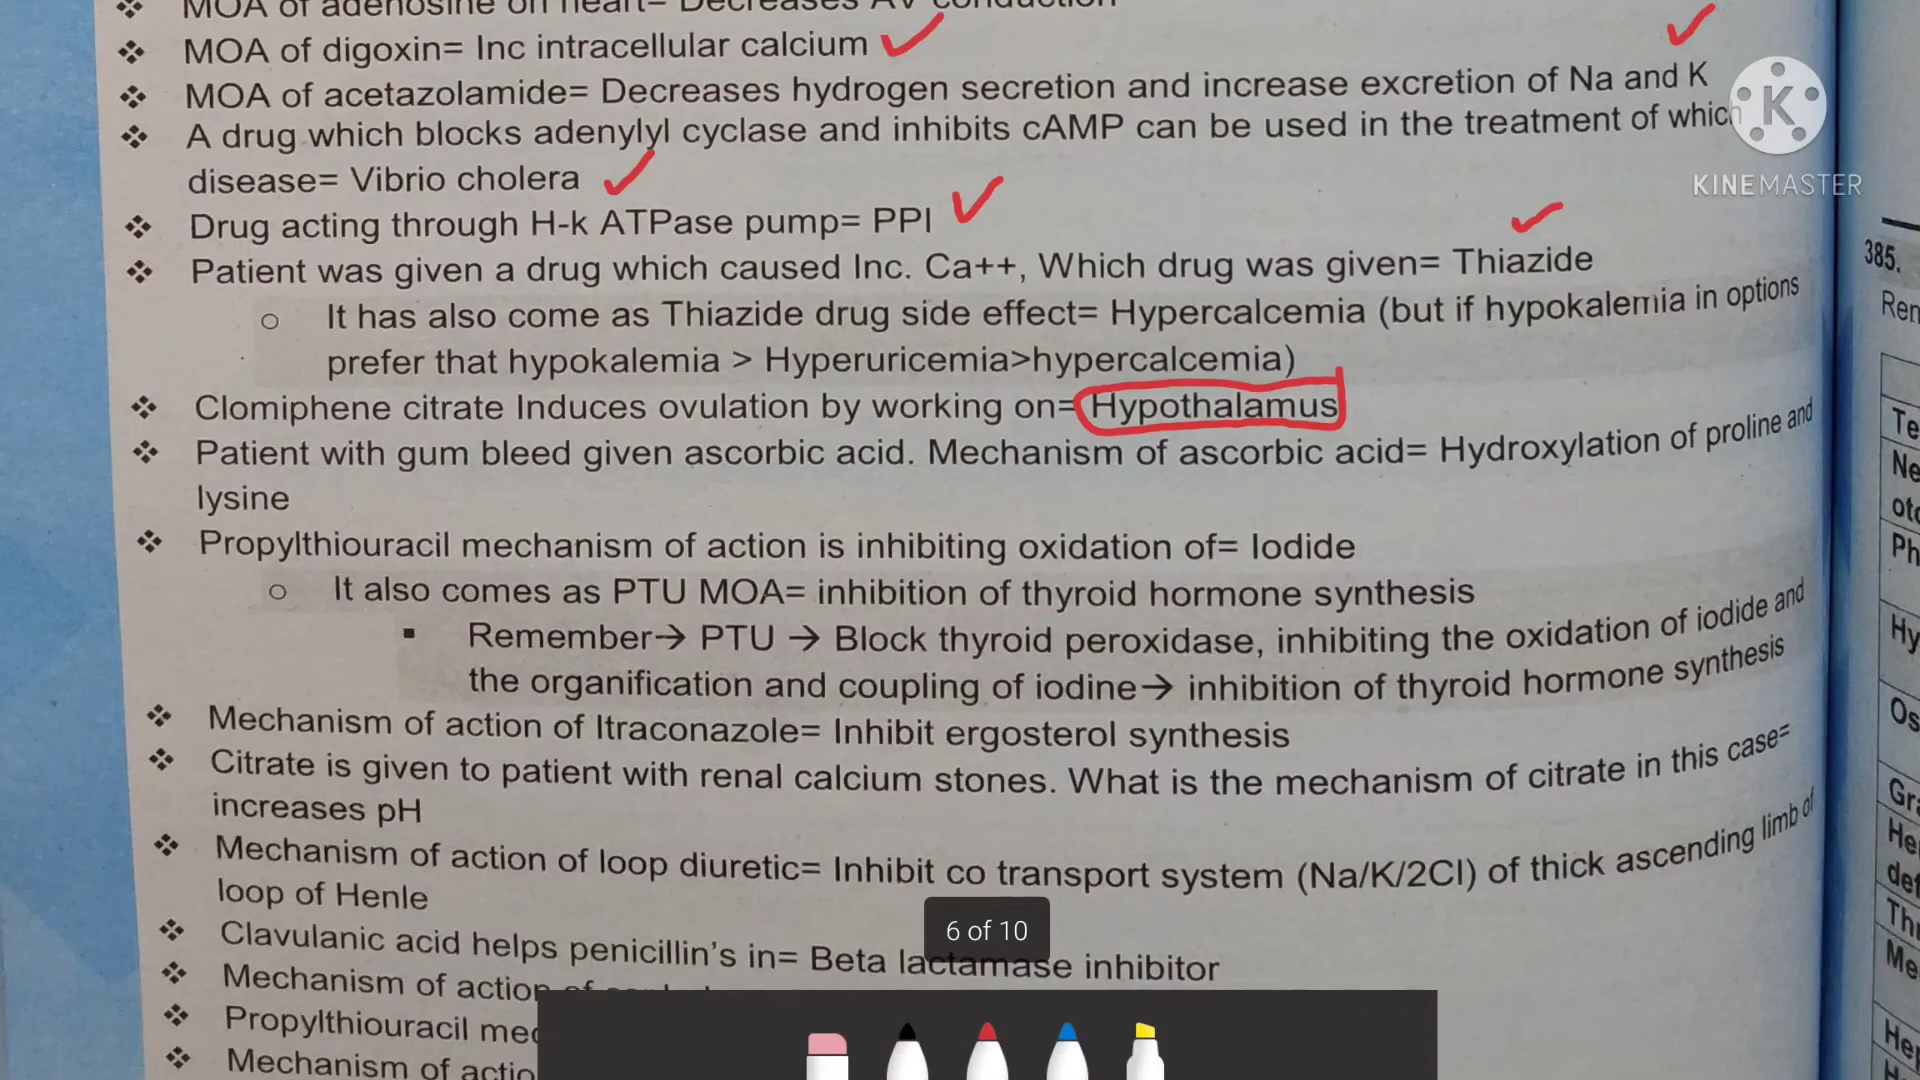 MOA of adenosine on heart= Decreases AV conduction
MOA of digoxin= Inc intracellular calcium
MOA of acetazolamide= Decreases hydrogen secretion and increase excretion of Na and K
A drug which blocks adenylyl cyclase and inhibits cAMP can be used in the treatment of which
disease= Vibrio cholera
Drug acting through H-k ATPase pump= PPI
Patient was given a drug which caused Inc. Ca++, Which drug was given= Thiazide
It has also come as Thiazide drug side effect= Hypercalcemia (but if hypokalemia in options
prefer that hypokalemia > Hyperuricemia>hypercalcemia)
Clomiphene citrate Induces ovulation by working on= Hypothalamus
Patient with gum bleed given ascorbic acid. Mechanism of ascorbic acid= Hydroxylation of proline and
lysine
Propylthiouracil mechanism of action is inhibiting oxidation of= Iodide
It also comes as PTU MOA= inhibition of thyroid hormone synthesis
Remember→ PTU → Block thyroid peroxidase, inhibiting the oxidation of iodide and
the organification and coupling of iodine→ inhibition of thyroid hormone synthesis
Mechanism of action of Itraconazole= Inhibit ergosterol synthesis
Citrate is given to patient with renal calcium stones. What is the mechanism of citrate in this case=
increases pH
Mechanism of action of loop diuretic= Inhibit co transport system (Na/K/2Cl) of thick ascending limb of
loop of Henle
Clavulanic acid helps penicillin's in= Beta lactamase inhibitor
Mechanism of action of
Propylthiouracil
Mechanism of
K
KINEMASTER
6 of 10
385.